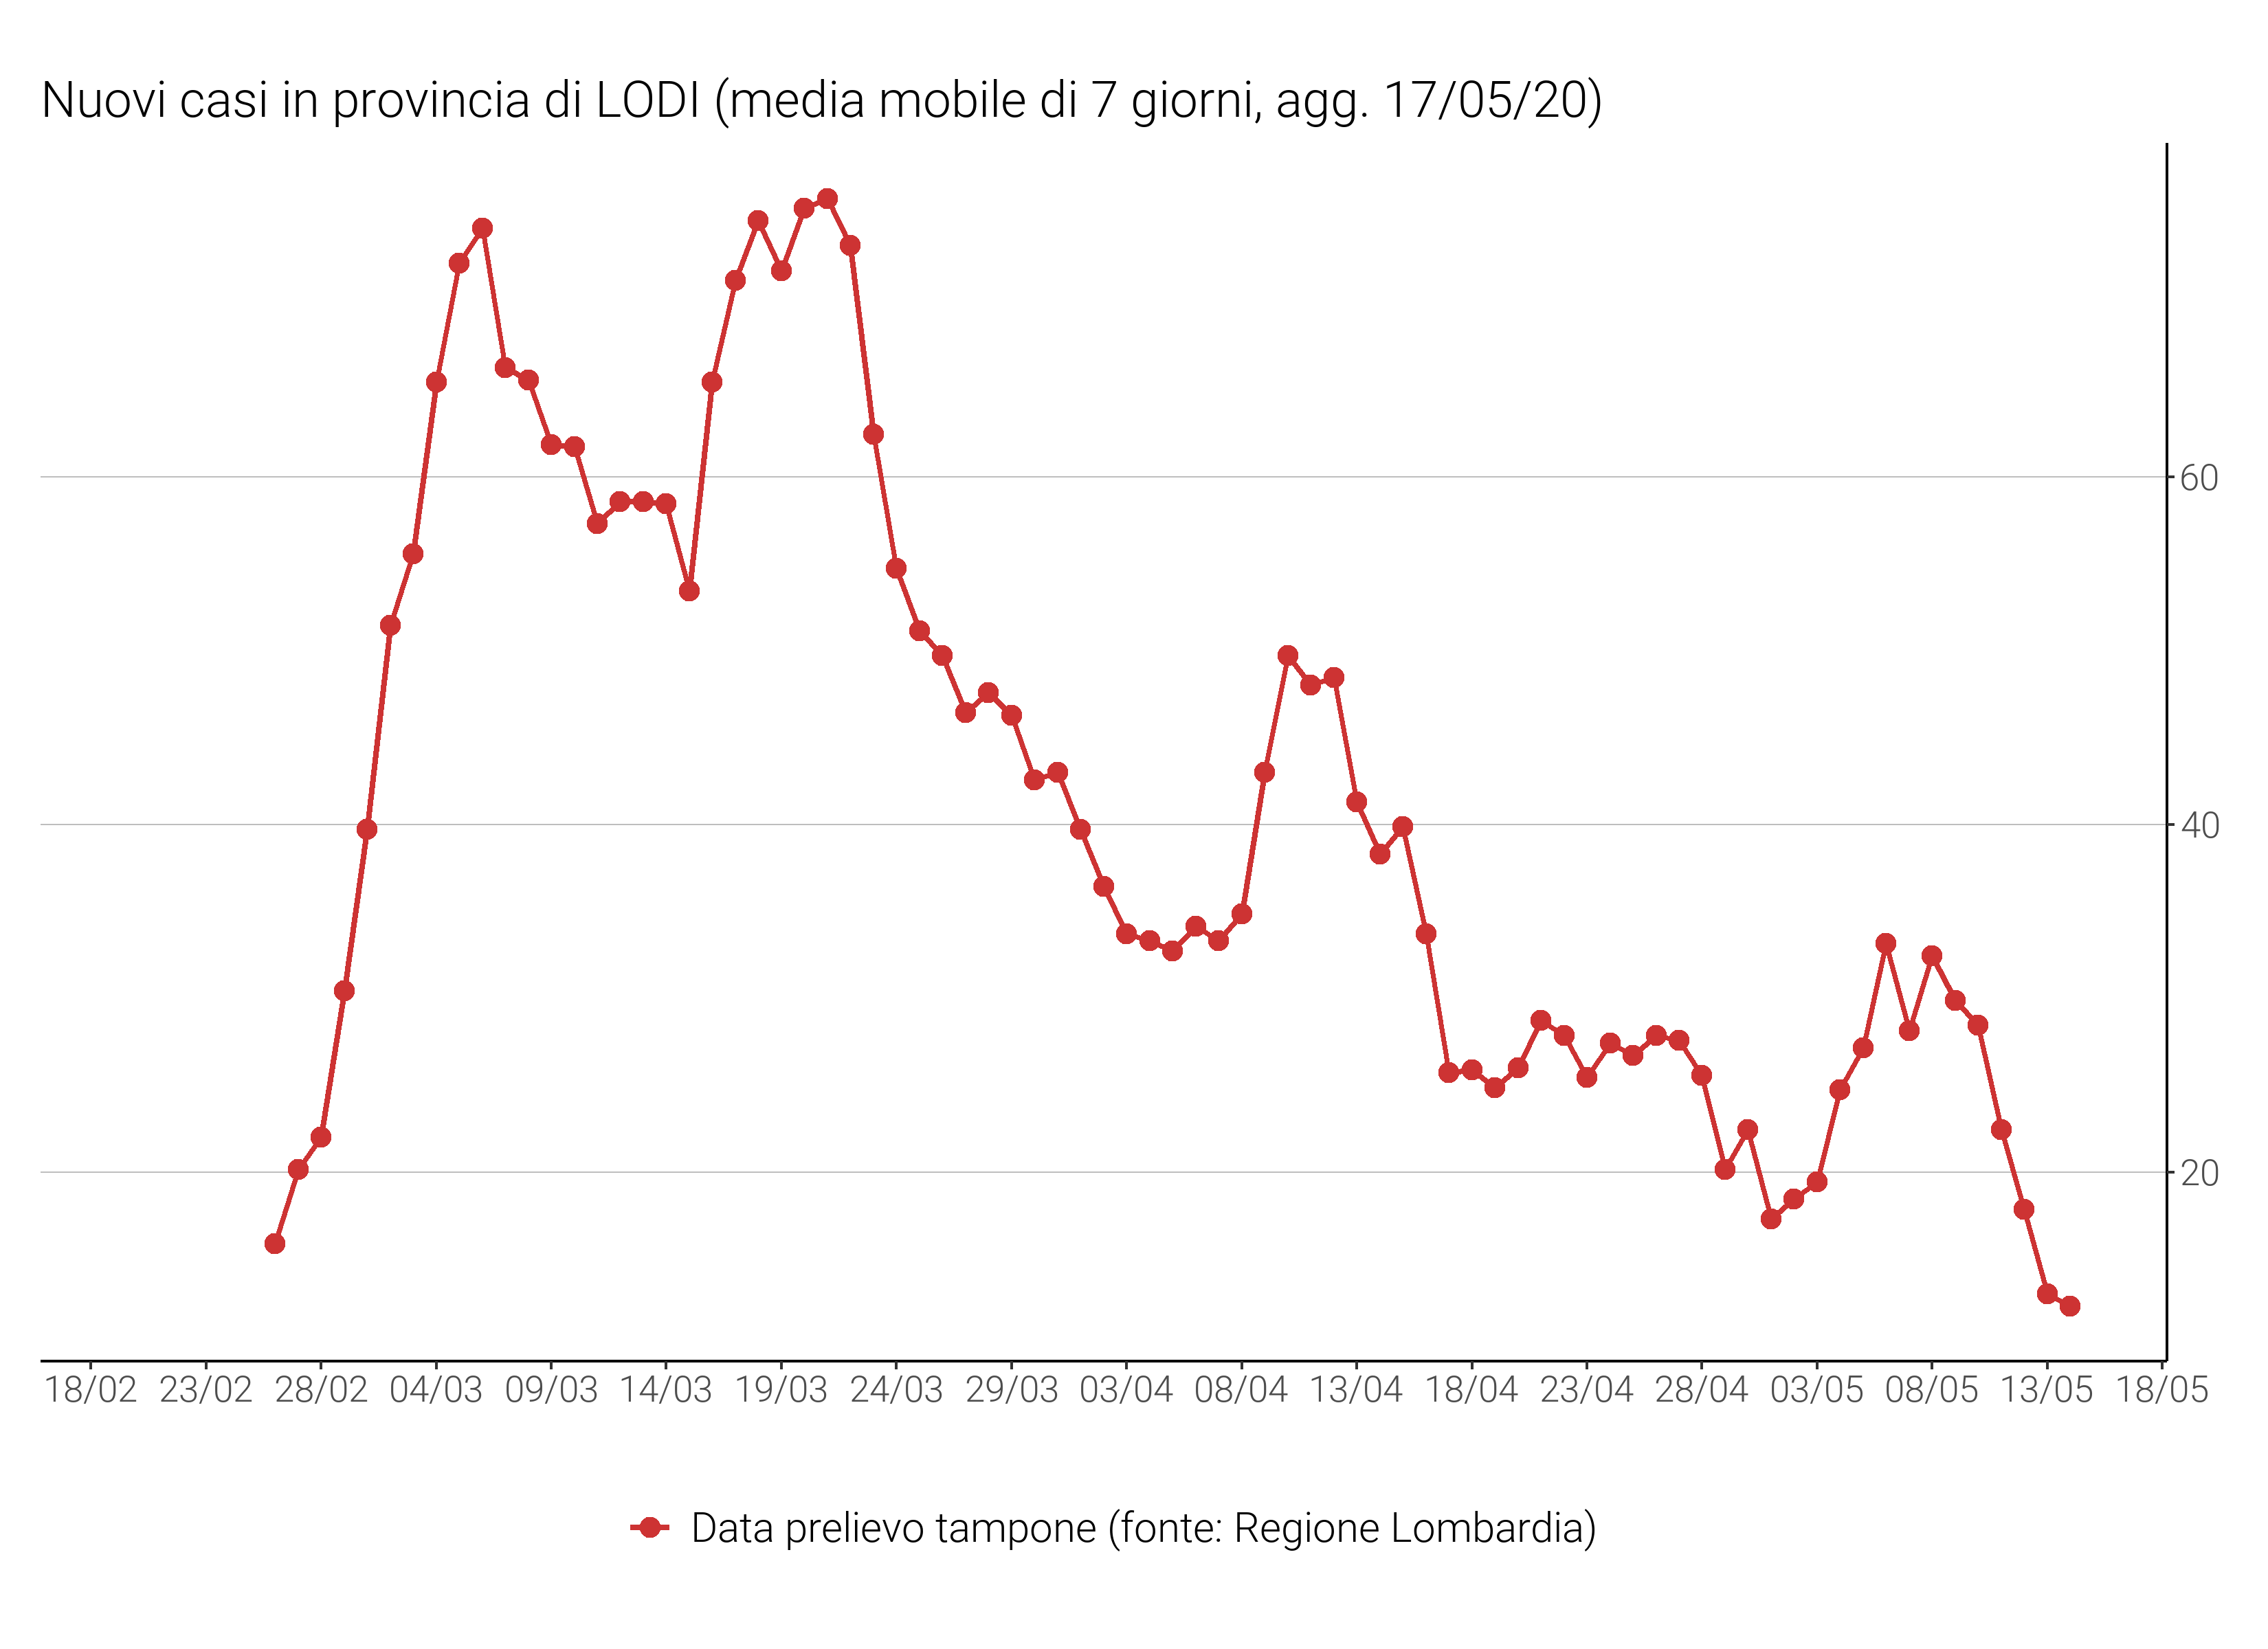 Nuovi casi in provincia di LODI (media mobile di 7 giorni, agg. 17/05/20)
60
40
20
18/02 23/02 28/02 04/03 09/03 14/03 19/03 24/03 29/03 03/04 08/04 13/04 18/04 23/04 28/04 03/05 08/05 13/05 18/05
Data prelievo tampone (fonte: Regione Lombardia)